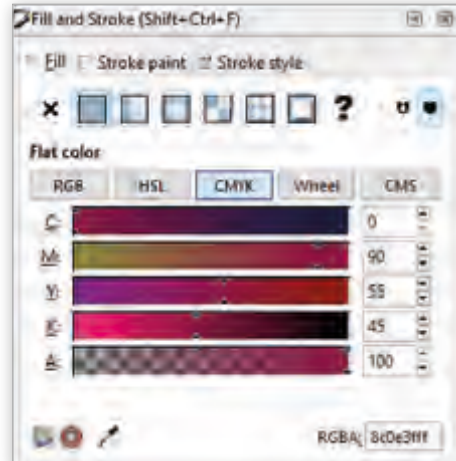 Fill and Stroke (Shift+Ctrl+F)
Fill Stroke paint Stroke style
?
Flat color
RGB HSL CMYK Wheel CMS
C: 0
M: 90
Y: 55
K: 45
A: 100
RGBA: 8c0e3fff